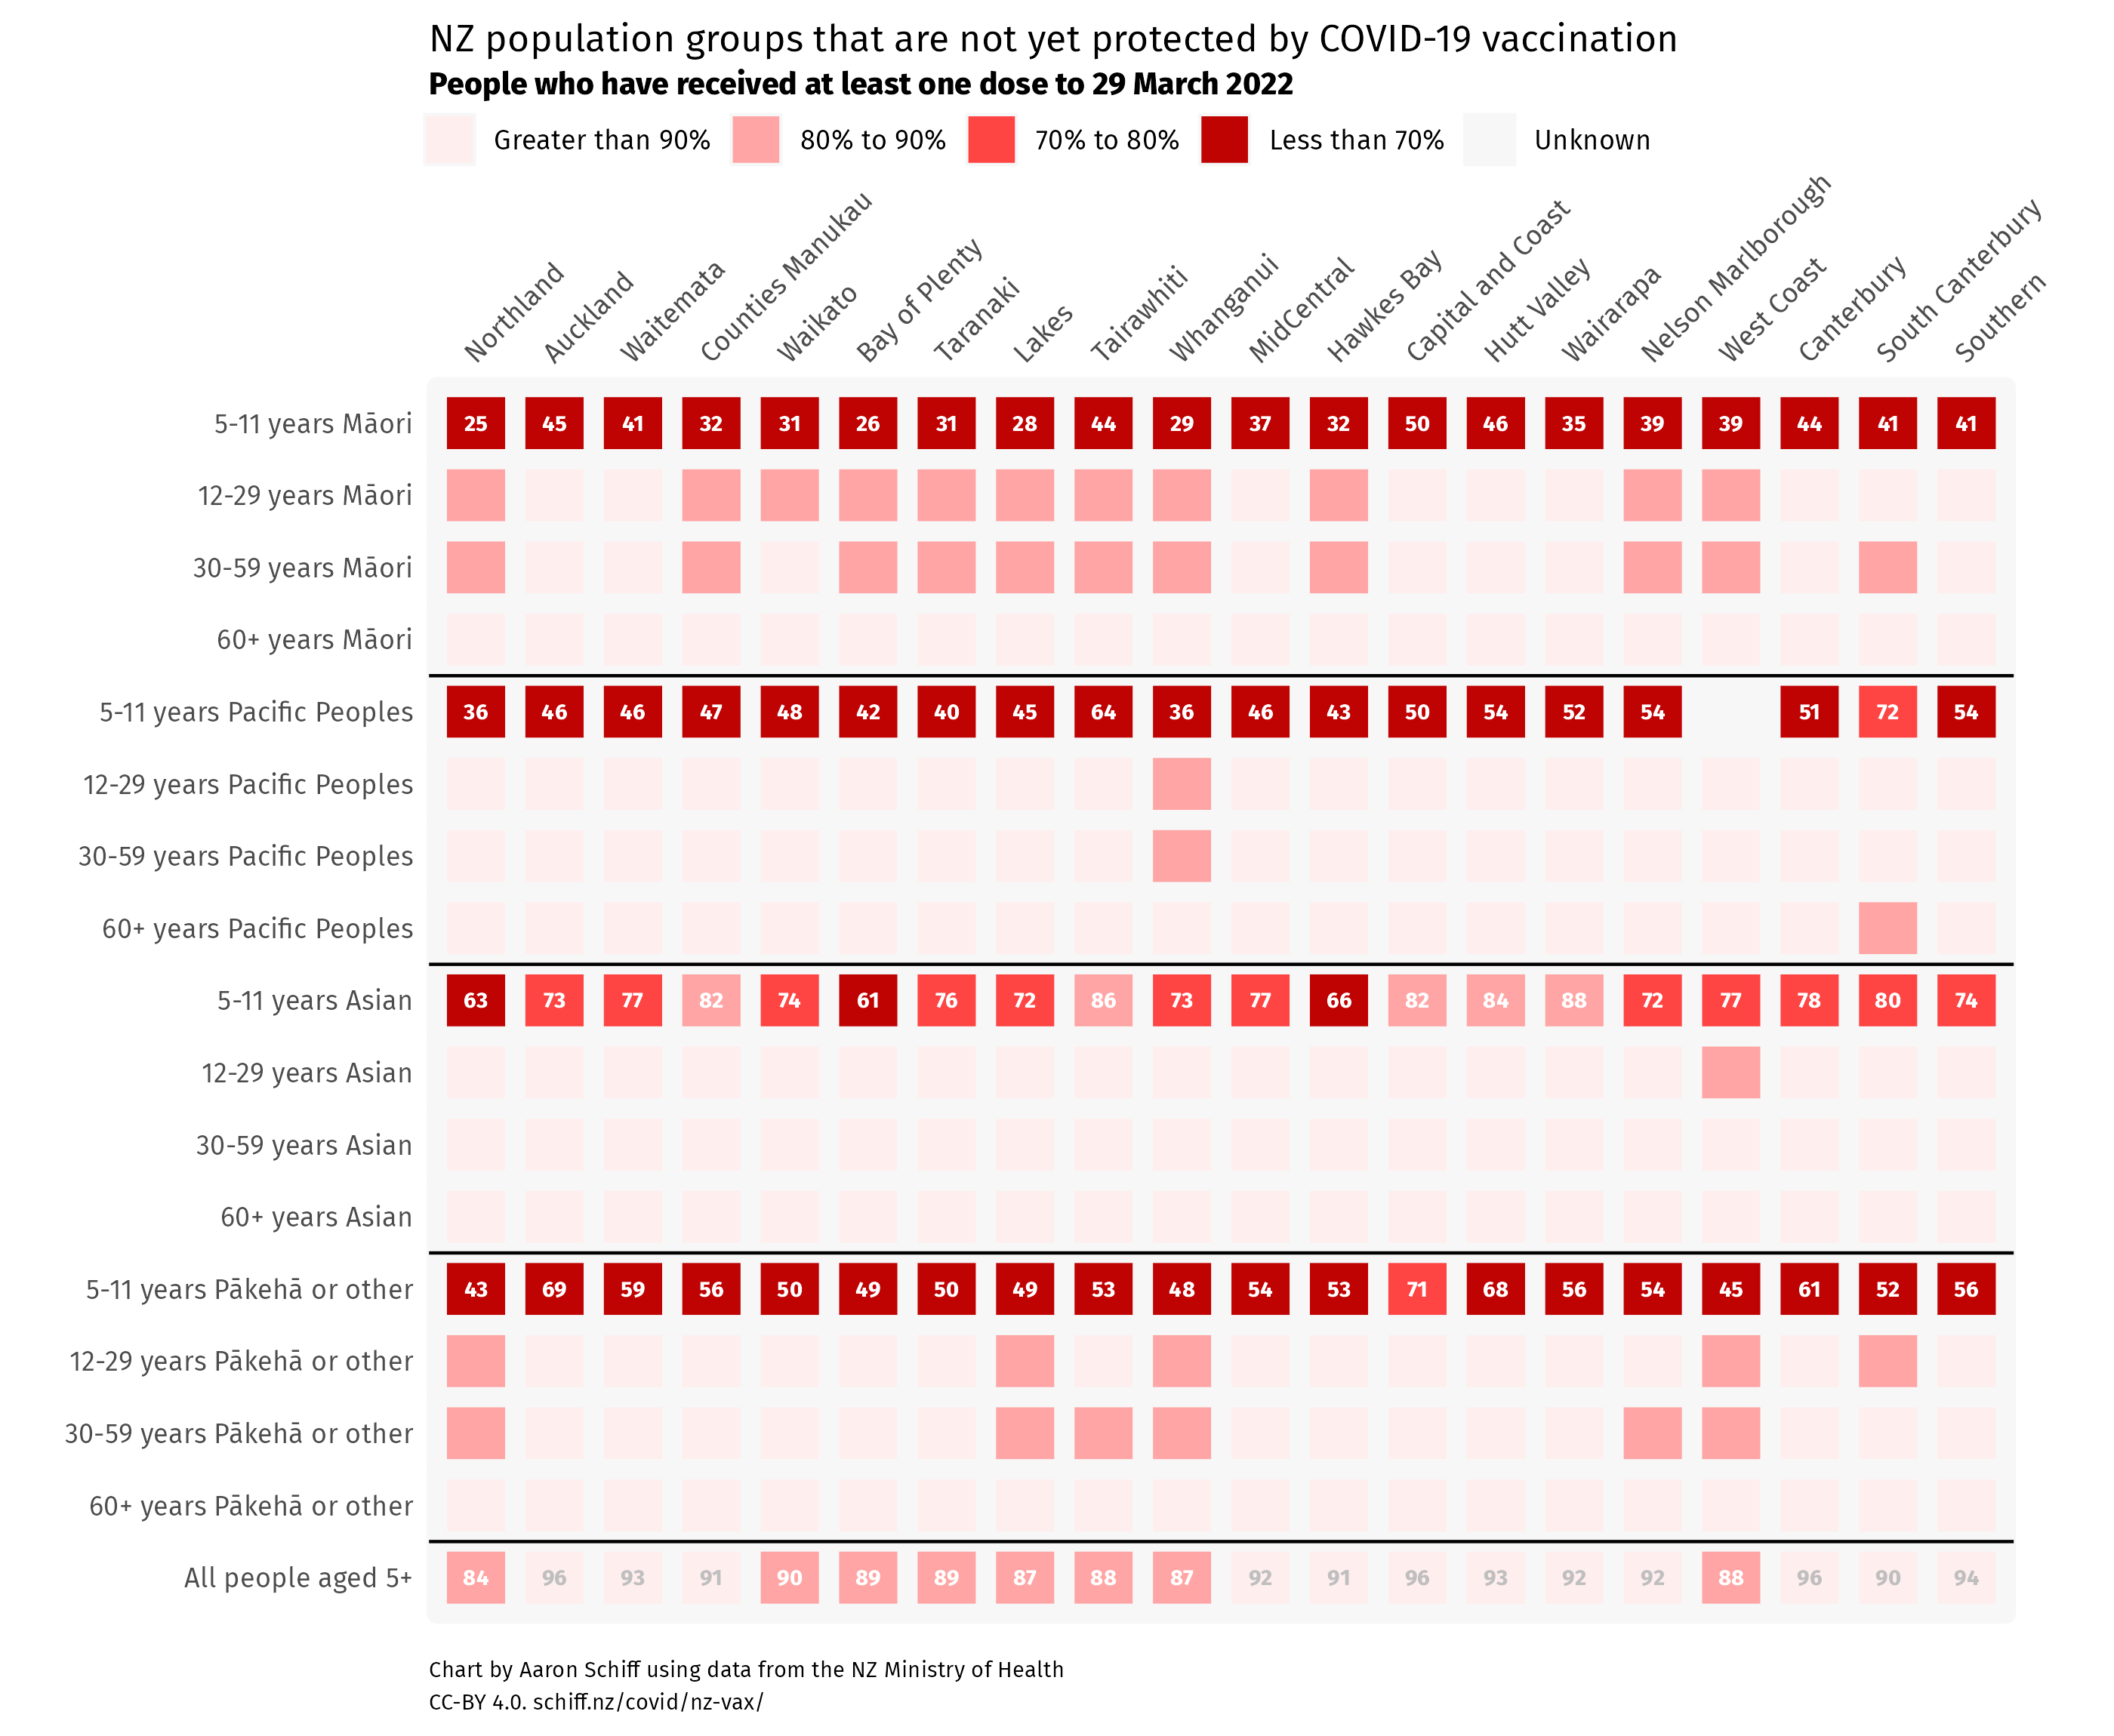 NZ population groups that are not yet protected by COVID-19 vaccination
People who have received at least one dose to 29 March 2022
Greater than 90% 80% to 90% 70% to 80% Less than 70% Unknown
Northland Auckland Waitemata Counties Manukau Waikato Bay of Plenty Taranaki Lakes Tairawhiti Whanganui MidCentral Hawkes Bay Capital and Coast Hutt Valley Wairarapa Nelson Marlborough West Coast Canterbury South Canterbury Southern
5-11 years Māori 25 45 41 32 31 26 31 28 44 29 37 32 50 46 35 39 39 44 41 41
12-29 years Māori
30-59 years Māori
60+ years Māori
5-11 years Pacific Peoples 36 46 46 47 48 42 40 45 64 36 46 43 50 54 52 54 51 72 54
12-29 years Pacific Peoples
30-59 years Pacific Peoples
60+ years Pacific Peoples
5-11 years Asian 63 73 77 82 74 61 76 72 86 73 77 66 82 84 88 72 77 78 80 74
12-29 years Asian
30-59 years Asian
60+ years Asian
5-11 years Pākehā or other 43 69 59 56 50 49 50 49 53 48 54 53 71 68 56 54 45 61 52 56
12-29 years Pākehā or other
30-59 years Pākehā or other
60+ years Pākehā or other
All people aged 5+ 84 96 93 91 90 89 89 87 88 87 92 91 96 93 92 92 88 96 90 94
Chart by Aaron Schiff using data from the NZ Ministry of Health
CC-BY 4.0. schiff.nz/covid/nz-vax/